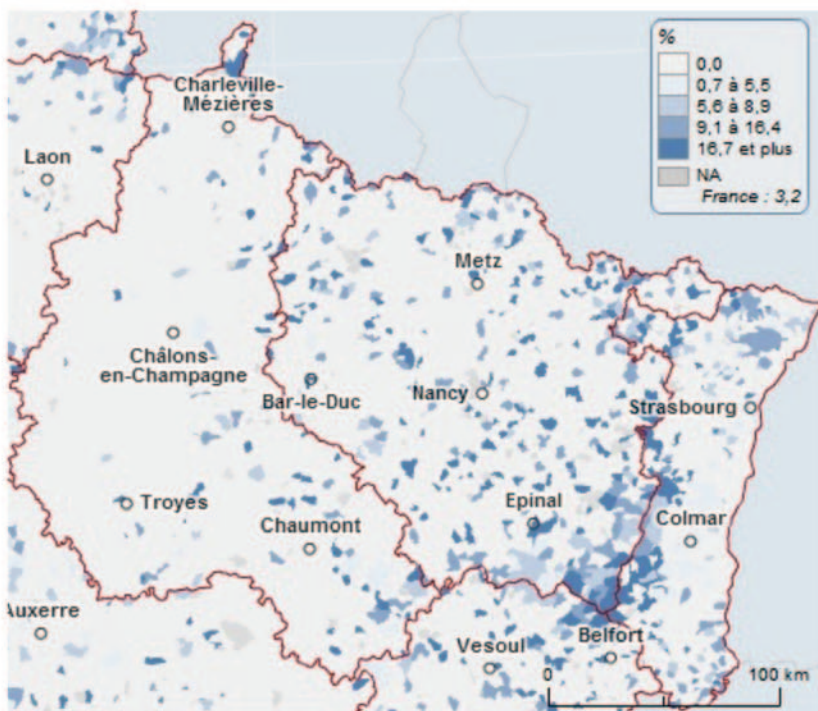 %
0,0
0,7 à 5,5
5,6 à 8,9
9,1 à 16,4
16,7 et plus
NA
France : 3,2
Charleville-
Mézières
Laon
Metz
Châlons-
en-Champagne
Bar-le-Duc
Nancy
Strasbourg
Troyes
Epinal
Chaumont
Colmar
Auxerre
Vesoul
Belfort
0
100 km